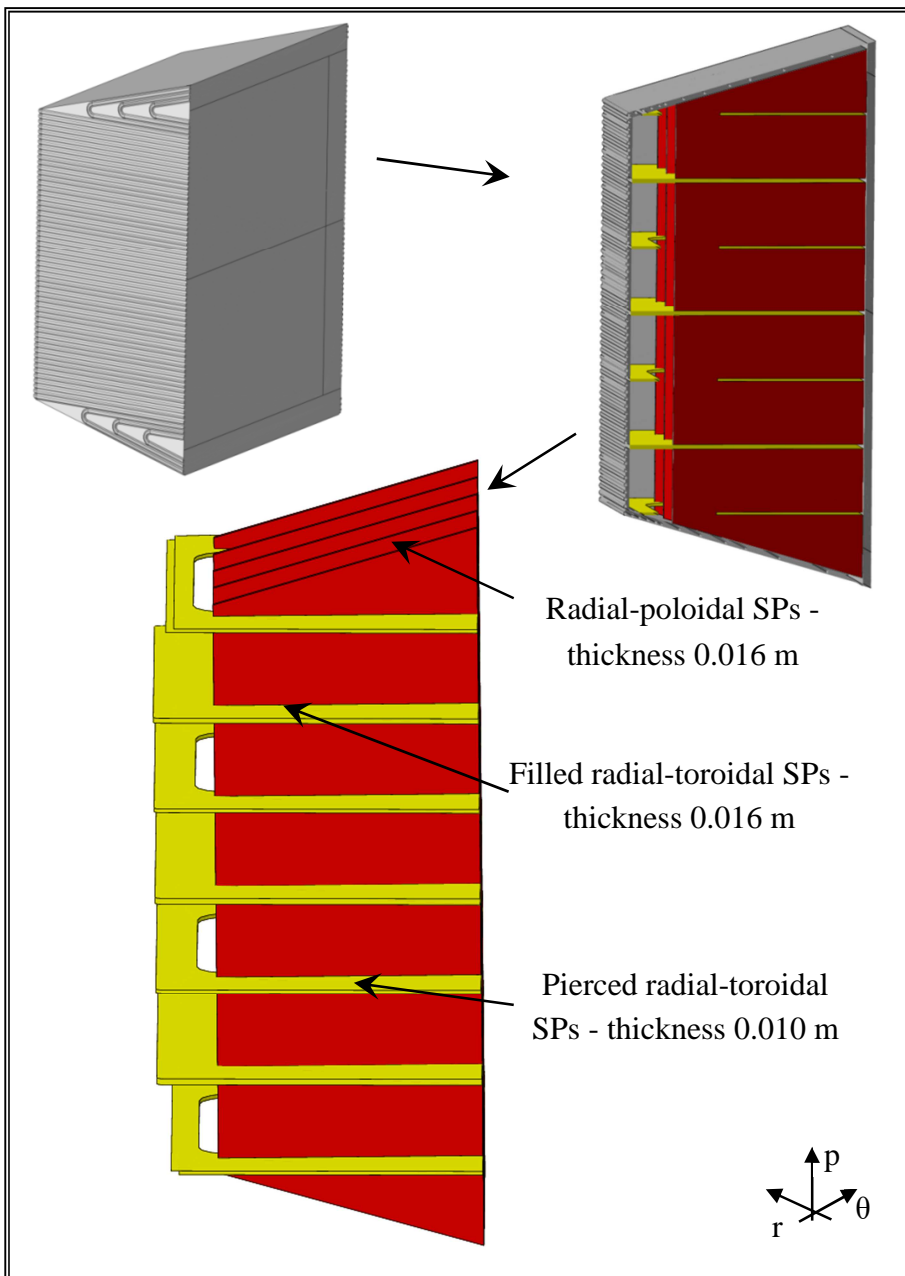 Radial-poloidal SPs -
thickness 0.016 m
Filled radial-toroidal SPs -
thickness 0.016 m
Pierced radial-toroidal
SPs - thickness 0.010 m
p
θ
r